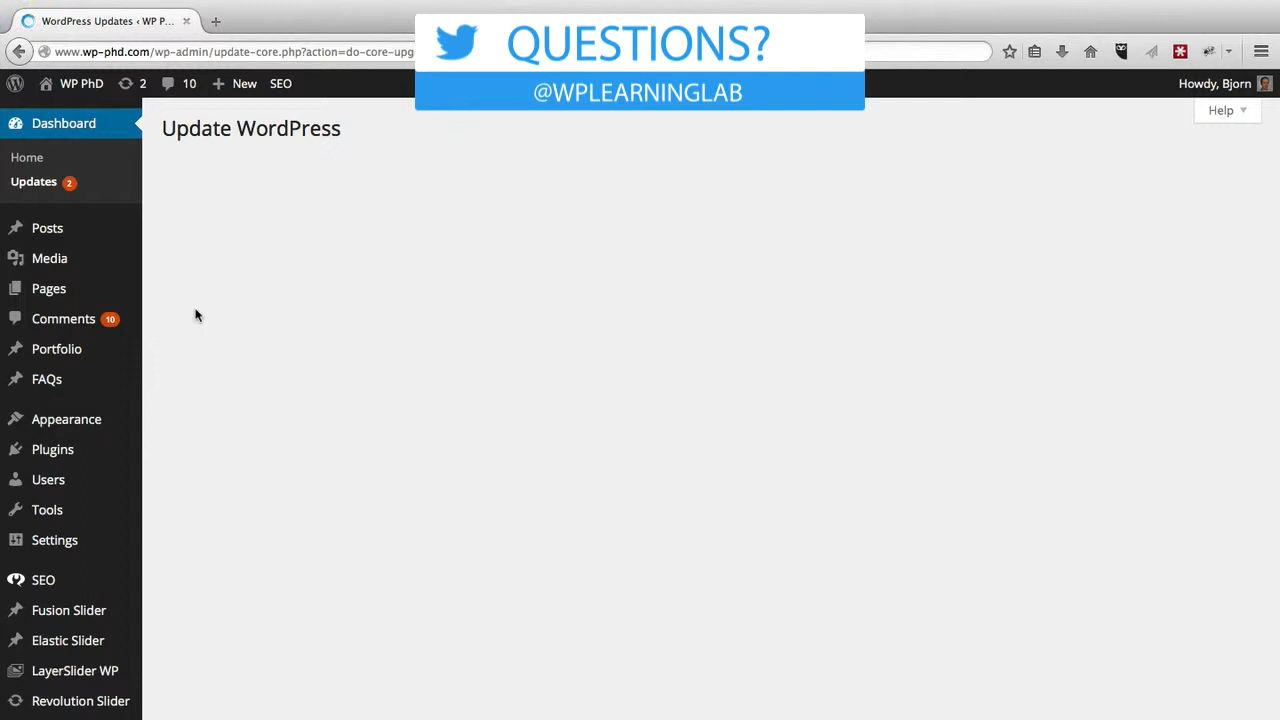 WordPress Updates ‹ WP P...
www.wp-phd.com/wp-admin/update-core.php?action=do-core-upg
QUESTIONS?
@WPLEARNINGLAB
WP PhD
2
10
New
SEO
Howdy, Bjorn
Help
Update WordPress
Dashboard
Home
Updates 2
Posts
Media
Pages
Comments 10
Portfolio
FAQs
Appearance
Plugins
Users
Tools
Settings
SEO
Fusion Slider
Elastic Slider
LayerSlider WP
Revolution Slider